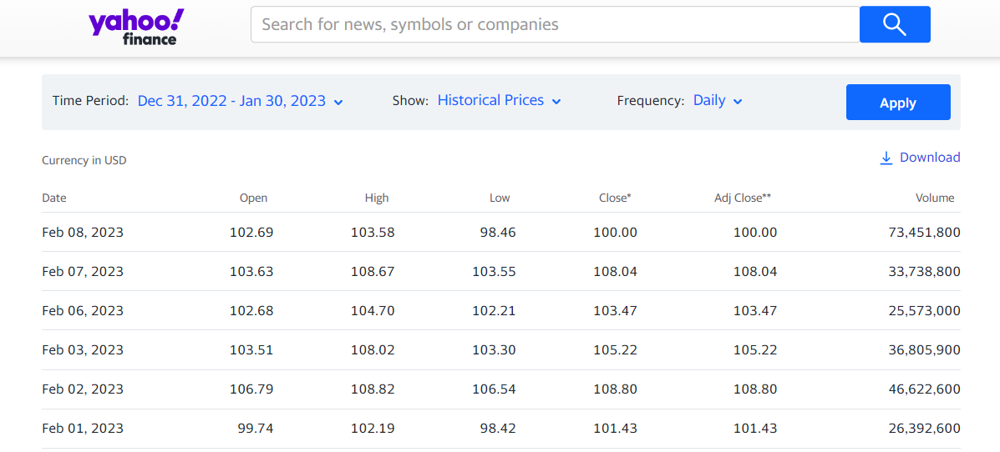 yahoo!
finance
Search for news, symbols or companies
Time Period: Dec 31, 2022 - Jan 30, 2023 Show: Historical Prices Frequency: Daily Apply
Currency in USD Download
Date Open High Low Close* Adj Close** Volume
Feb 08, 2023 102.69 103.58 98.46 100.00 100.00 73,451,800
Feb 07, 2023 103.63 108.67 103.55 108.04 108.04 33,738,800
Feb 06, 2023 102.68 104.70 102.21 103.47 103.47 25,573,000
Feb 03, 2023 103.51 108.02 103.30 105.22 105.22 36,805,900
Feb 02, 2023 106.79 108.82 106.54 108.80 108.80 46,622,600
Feb 01, 2023 99.74 102.19 98.42 101.43 101.43 26,392,600